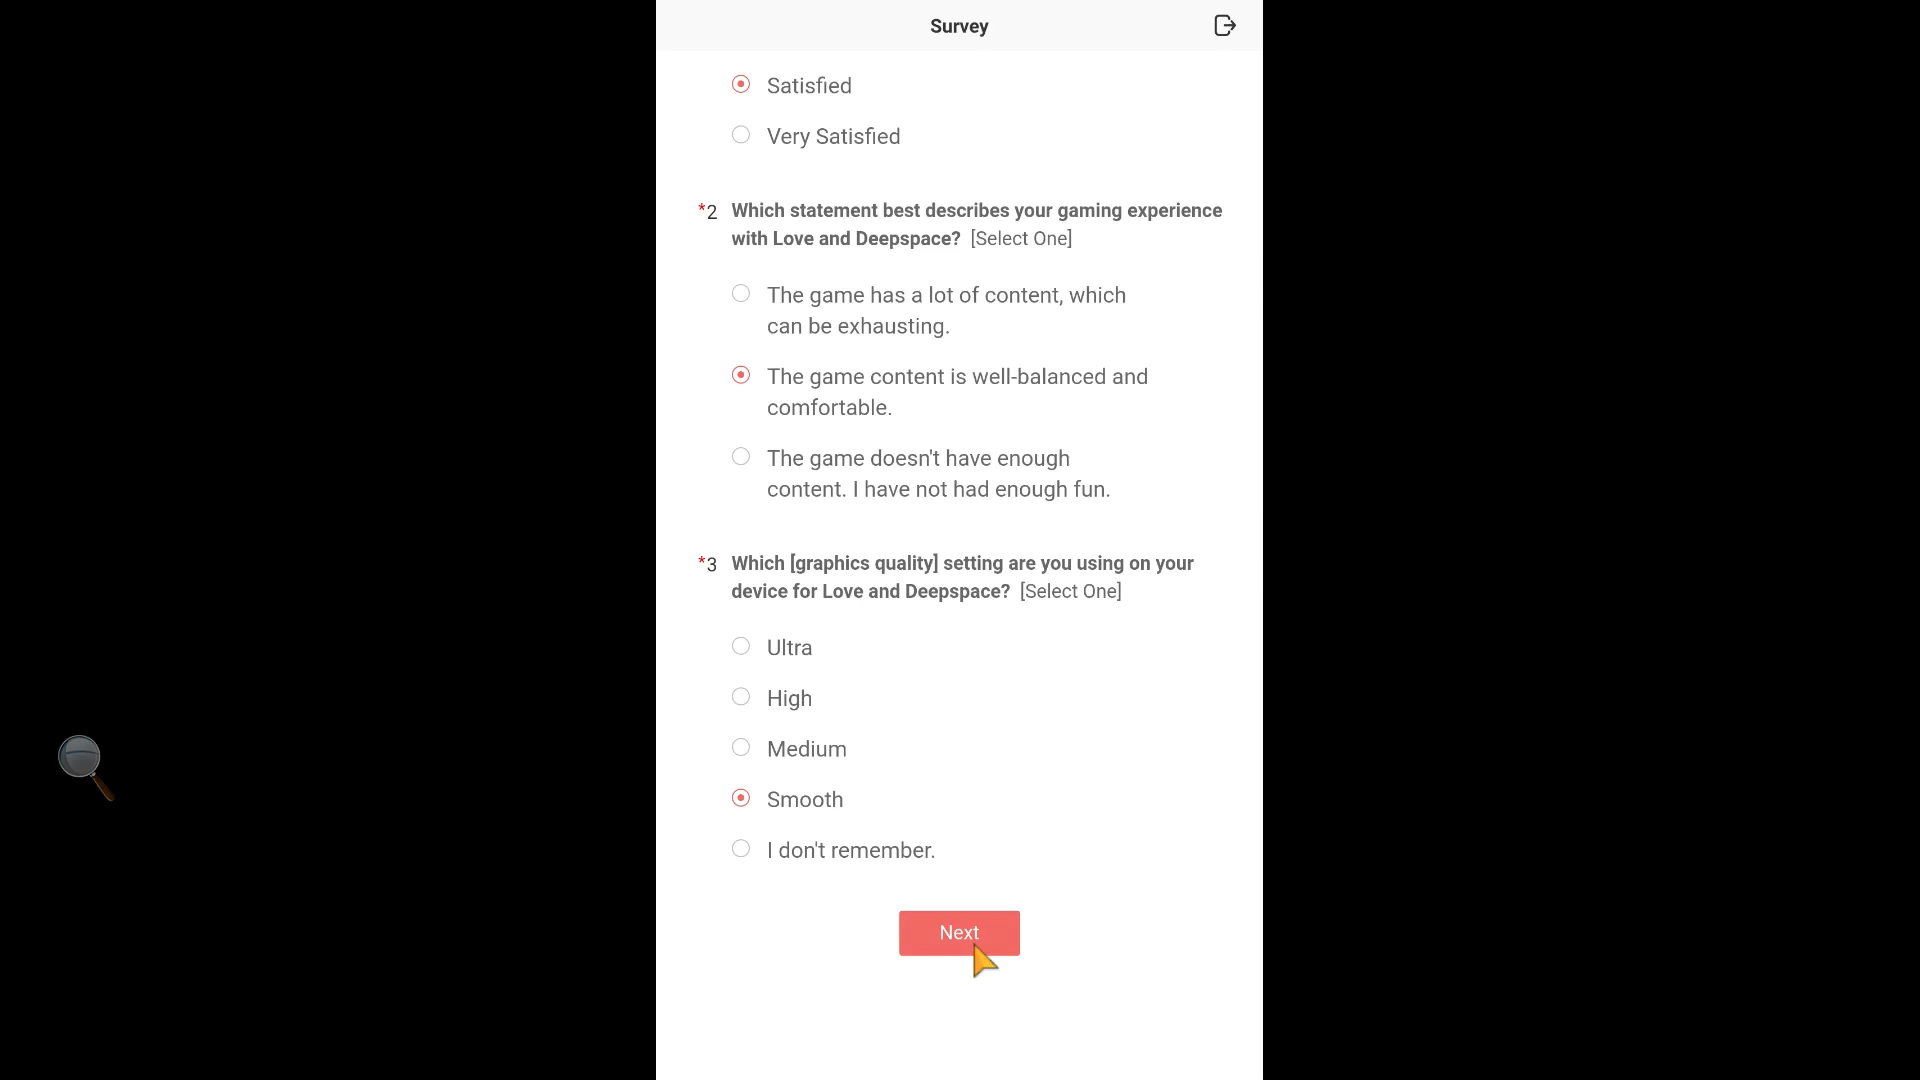 Survey
Satisfied
Very Satisfied
*2 Which statement best describes your gaming experience
with Love and Deepspace? [Select One]
The game has a lot of content, which
can be exhausting.
The game content is well-balanced and
comfortable.
The game doesn't have enough
content. I have not had enough fun.
*3 Which [graphics quality] setting are you using on your
device for Love and Deepspace? [Select One]
Ultra
High
Medium
Smooth
I don't remember.
Next